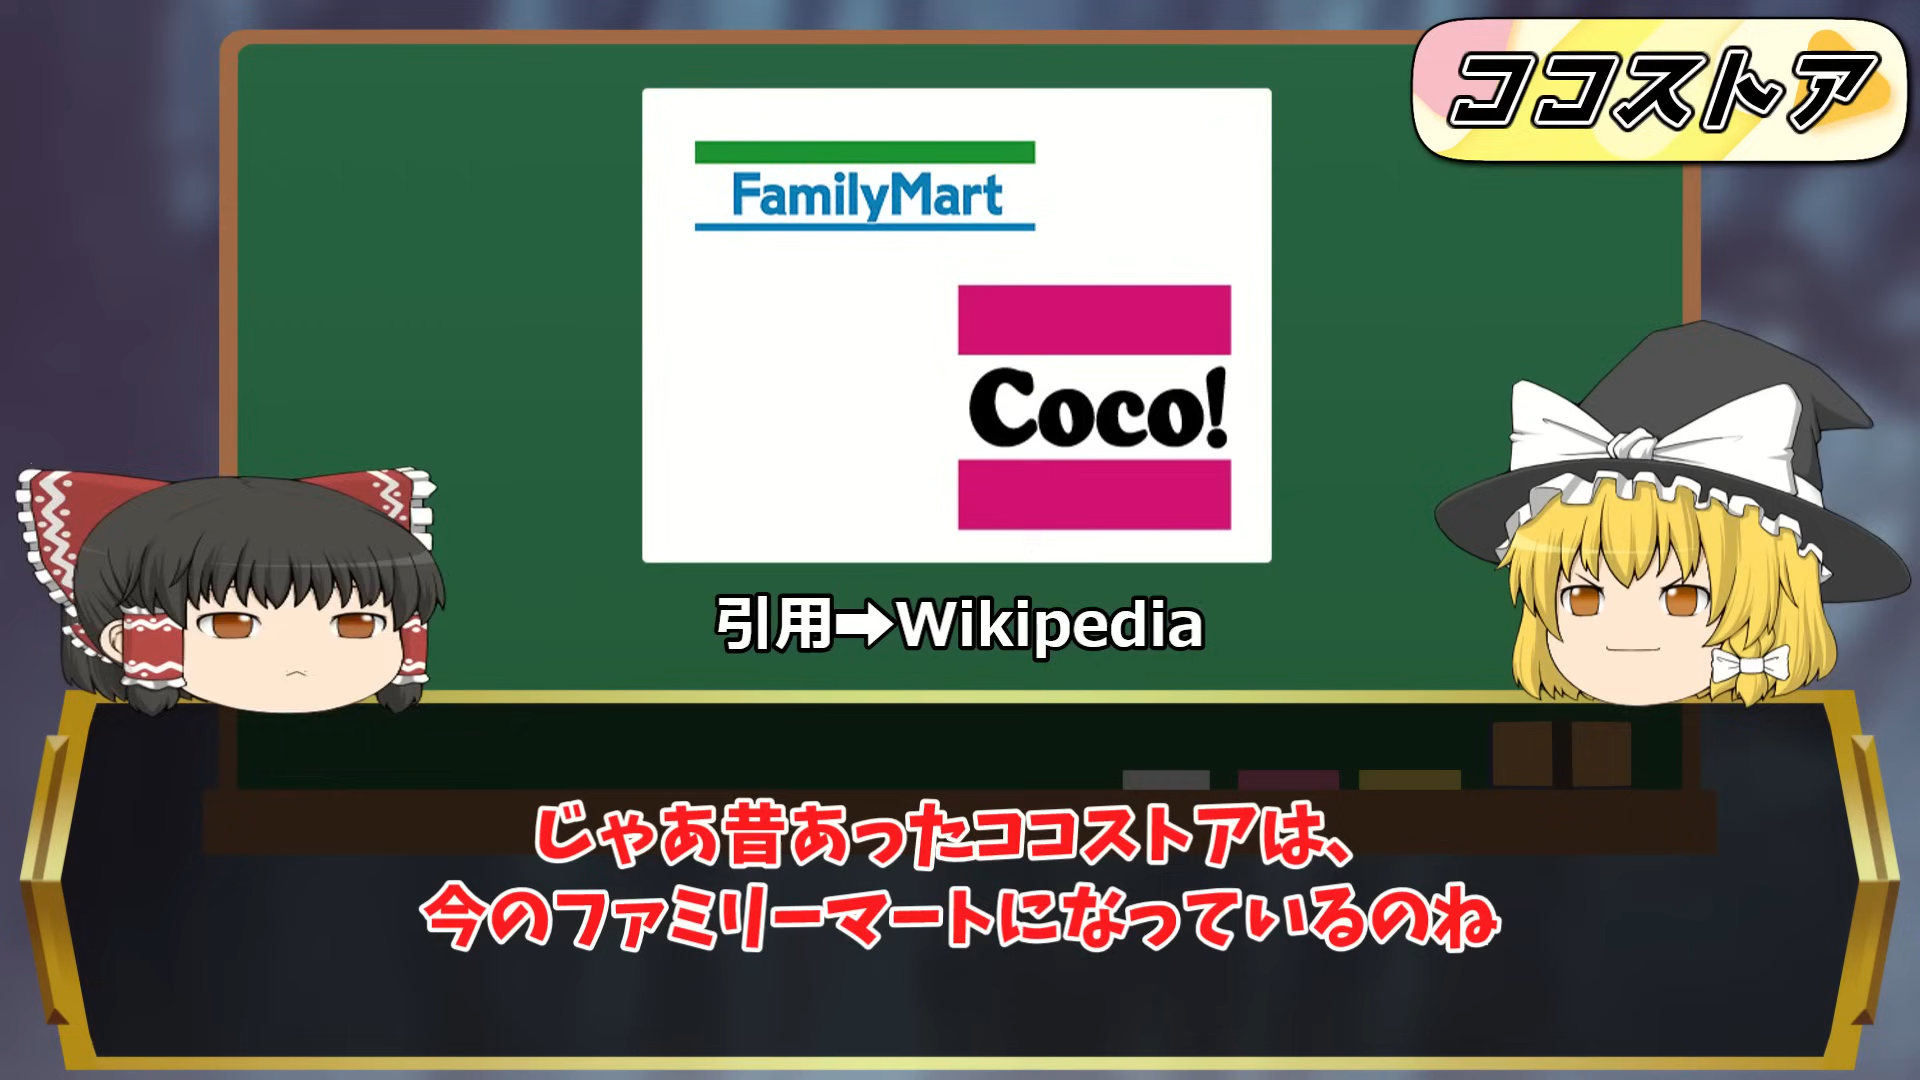 ココストア
FamilyMart
Coco!
引用➡Wikipedia
じゃあ昔あったココストアは、
今のファミリーマートになっているのね